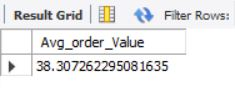 Result Grid Filter Rows:
Avg_order_Value
38.307262295081635